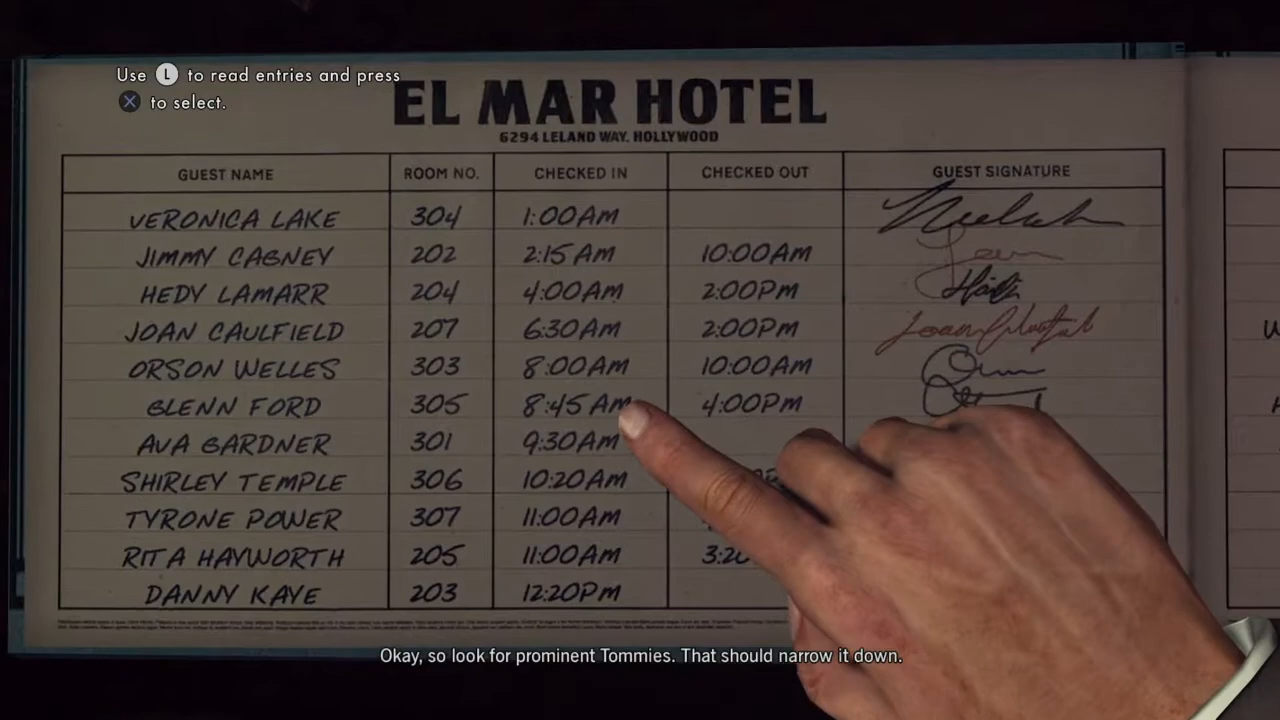 Use L to read entries and press
X to select.
EL MAR HOTEL
6294 LELAND WAY. HOLLYWOOD
GUEST NAME ROOM NO. CHECKED IN CHECKED OUT GUEST SIGNATURE
VERONICA LAKE 304 1:00AM
JIMMY CAGNEY 202 2:15AM 10:00AM
HEDY LAMARR 204 4:00AM 2:00PM
JOAN CAULFIELD 207 6:30AM 2:00PM
ORSON WELLES 303 8:00AM 10:00AM
GLENN FORD 305 8:45AM 4:00PM
AVA GARDNER 301 9:30AM
SHIRLEY TEMPLE 306 10:20AM
TYRONE POWER 307 11:00AM
RITA HAYWORTH 205 11:00AM 3:20
DANNY KAYE 203 12:20PM
Okay, so look for prominent Tommies. That should narrow it down.